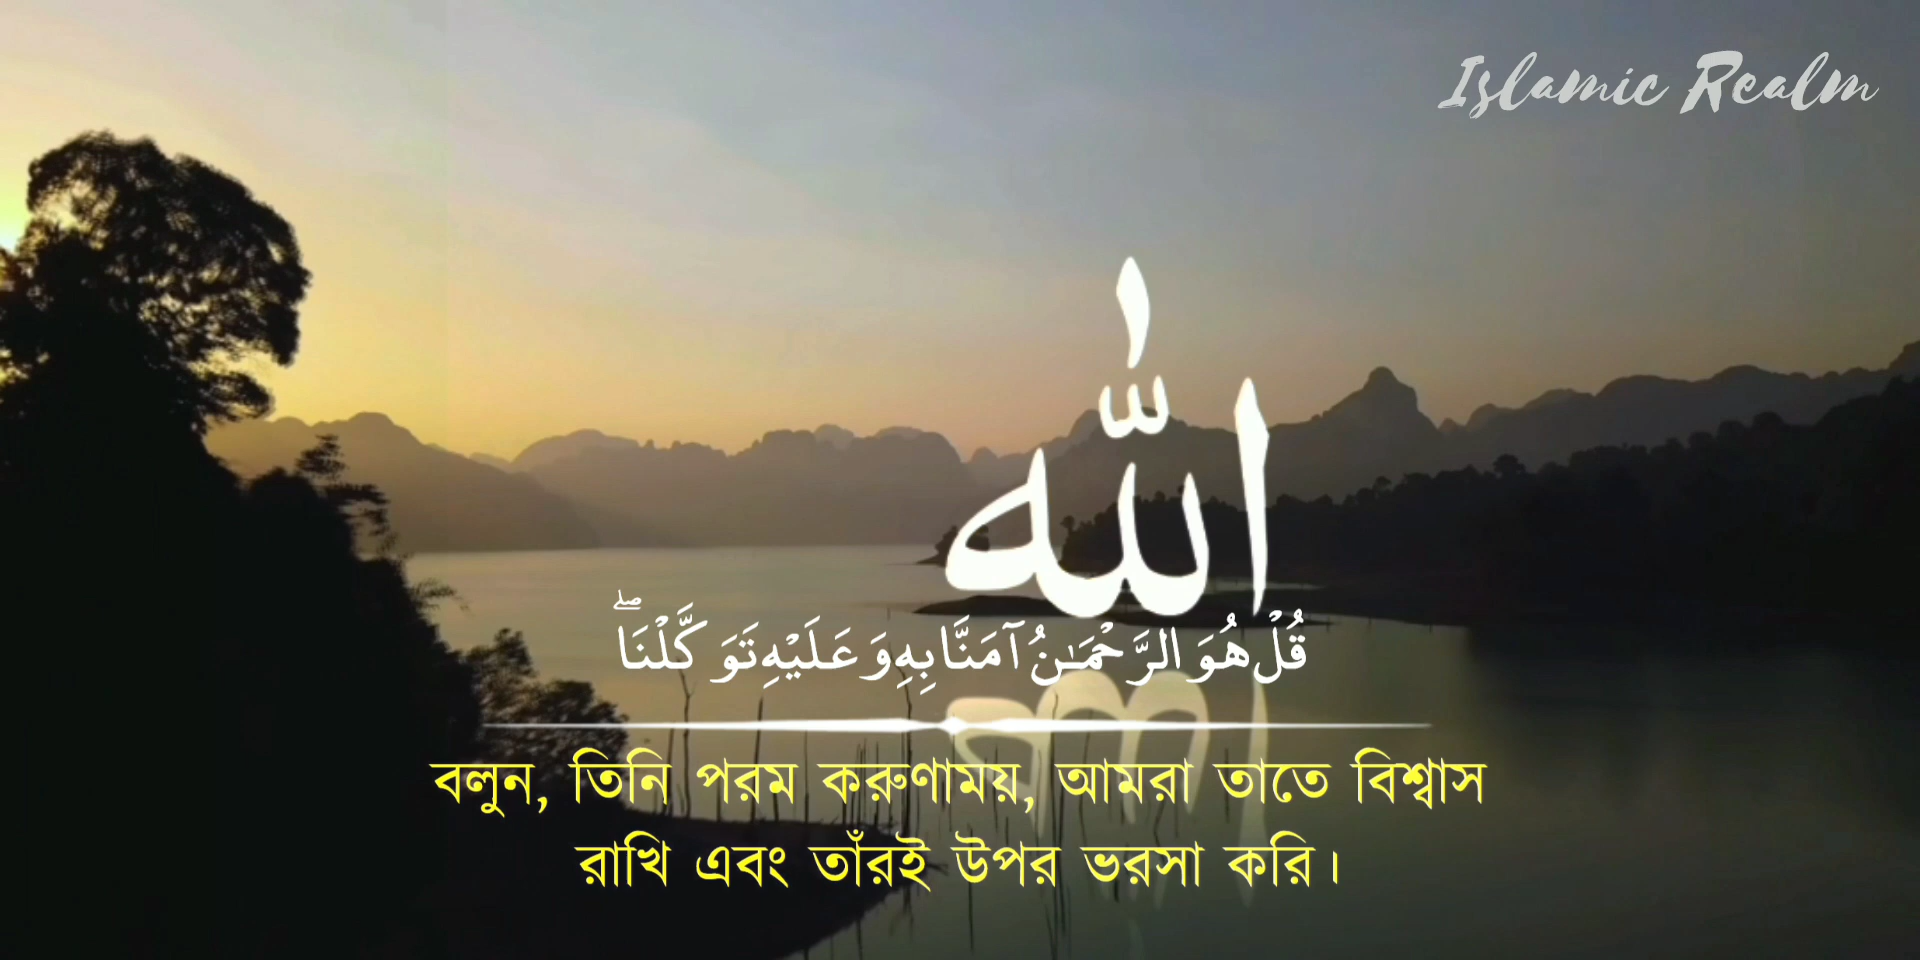 Islamic Realm
الله
قُلْ هُوَ الرَّحْمَٰنُ آمَنَّا بِهِ وَعَلَيْهِ تَوَكَّلْنَا ۖ
বলুন, তিনি পরম করুণাময়, আমরা তাতে বিশ্বাস
রাখি এবং তাঁরই উপর ভরসা করি।